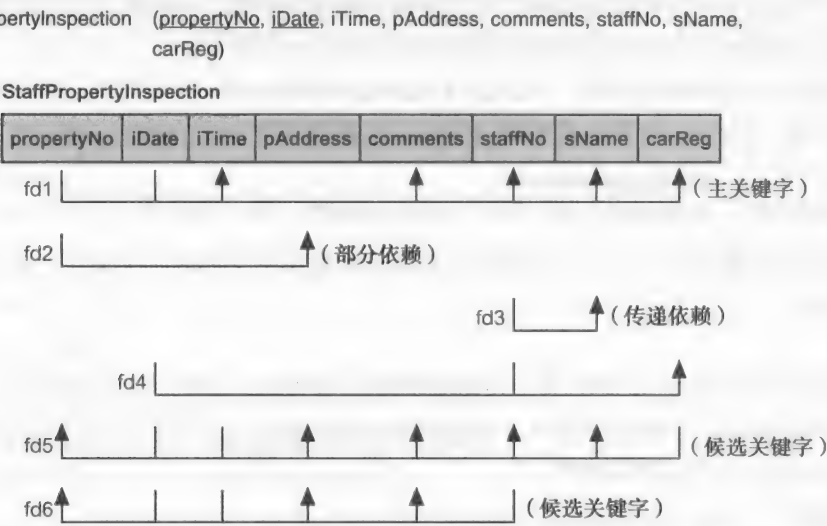 pertyInspection (propertyNo, iDate, iTime, pAddress, comments, staffNo, sName,
carReg)
StaffPropertyInspection
propertyNo iDate iTime pAddress comments staffNo sName carReg
fd1 (主关键字)
fd2 (部分依赖)
fd3 (传递依赖)
fd4
fd5 (候选关键字)
fd6 (候选关键字)